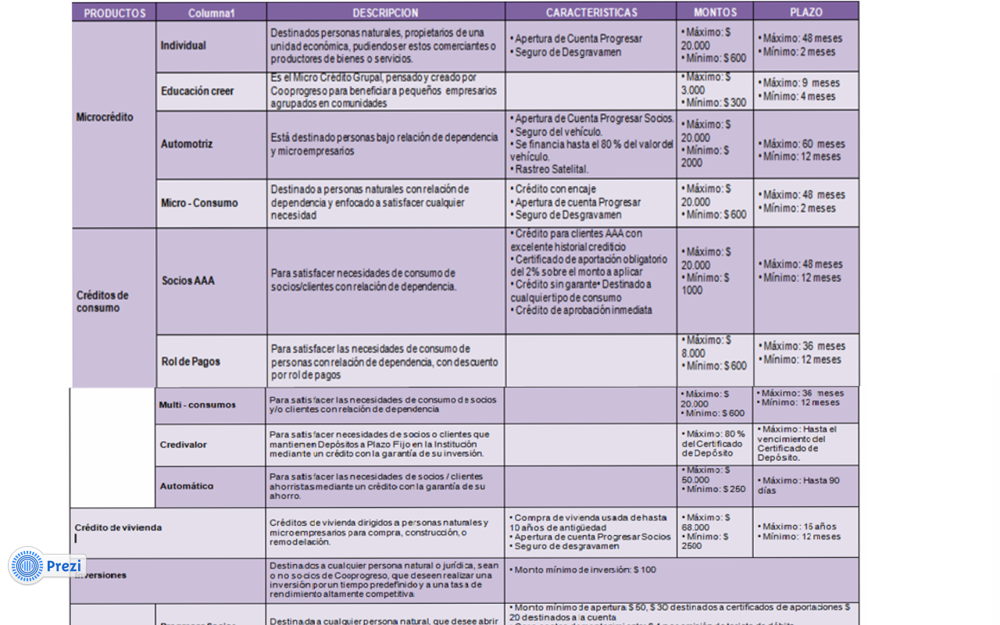 PRODUCTOS Columna1 DESCRIPCION CARACTERISTICAS MONTOS PLAZO
Microcrédito
Individual
Destinados personas naturales, propietarios de una
unidad económica, pudiendo ser estos comerciantes o
productores de bienes o servicios.
• Apertura de Cuenta Progresar
• Seguro de Desgravamen
• Máximo: $
20.000
• Mínimo: $ 600
• Máximo: 48 meses
• Mínimo: 2 meses
Educación creer
Es el Micro Crédito Grupal, pensado y creado por
Cooprogreso para beneficiar a pequeños empresarios
agrupados en comunidades
• Máximo: $
3.000
• Mínimo: $ 300
• Máximo: 9 meses
• Mínimo: 4 meses
Automotriz
Está destinado personas bajo relación de dependencia
y microempresarios
• Apertura de Cuenta Progresar Socios.
• Seguro del vehículo.
• Se financia hasta el 80 % del valor del
vehículo.
• Rastreo Satelital.
• Máximo: $
20.000
• Mínimo: $
2000
• Máximo: 60 meses
• Mínimo: 12 meses
Micro - Consumo
Destinado a personas naturales con relación de
dependencia y enfocado a satisfacer cualquier
necesidad
• Crédito con encaje
• Apertura de cuenta Progresar
• Seguro de Desgravamen
• Máximo: $
20.000
• Mínimo: $ 600
• Máximo: 48 meses
• Mínimo: 2 meses
Créditos de
consumo
Socios AAA
Para satisfacer necesidades de consumo de
socios/clientes con relación de dependencia.
• Crédito para clientes AAA con
excelente historial crediticio
• Certificado de aportación obligatorio
del 2% sobre el monto a aplicar
• Crédito sin garante• Destinado a
cualquier tipo de consumo
• Crédito de aprobación inmediata
• Máximo: $
20.000
• Mínimo: $
1000
• Máximo: 48 meses
• Mínimo: 12 meses
Rol de Pagos
Para satisfacer las necesidades de consumo de
personas con relación de dependencia, con descuento
por rol de pagos
• Máximo: $
8.000
• Mínimo: $ 600
• Máximo: 36 meses
• Mínimo: 12 meses
Multi - consumos
Para satisfacer las necesidades de consumo de socios
y/o clientes con relación de dependencia
• Máximo: $
20.000
• Mínimo: $ 600
• Máximo: 36 meses
• Mínimo: 12 meses
Credivalor
Para satisfacer necesidades de socios o clientes que
mantienen Depósitos a Plazo Fijo en la Institución
mediante un crédito con la garantía de su inversión.
• Máximo: 80 %
del Certificado
de Depósito
• Máximo: Hasta el
vencimiento del
Certificado de
Depósito.
Automático
Para satisfacer las necesidades de socios / clientes
ahorristas mediante un crédito con la garantía de su
ahorro.
• Máximo: $
50.000
• Mínimo: $ 250
• Máximo: Hasta 90
días
Crédito de vivienda
Créditos de vivienda dirigidos a personas naturales y
microempresarios para compra, construcción, o
remodelación.
• Compra de vivienda usada de hasta
10 años de antigüedad
• Apertura de cuenta Progresar Socios
• Seguro de desgravamen
• Máximo: $
68.000
• Mínimo: $
2500
• Máximo: 15 años
• Mínimo: 12 meses
Prezi
Inversiones
Destinados a cualquier persona natural o jurídica, sean
o no socios de Cooprogreso, que deseen realizar una
inversión por un tiempo predefinido y a una tasa de
rendimiento altamente competitiva.
• Monto mínimo de inversión: $ 100
Destinada a cualquier persona natural, que desee abrir
• Monto mínimo de apertura $ 50, $ 30 destinados a certificados de aportaciones $
20 destinados a la cuenta